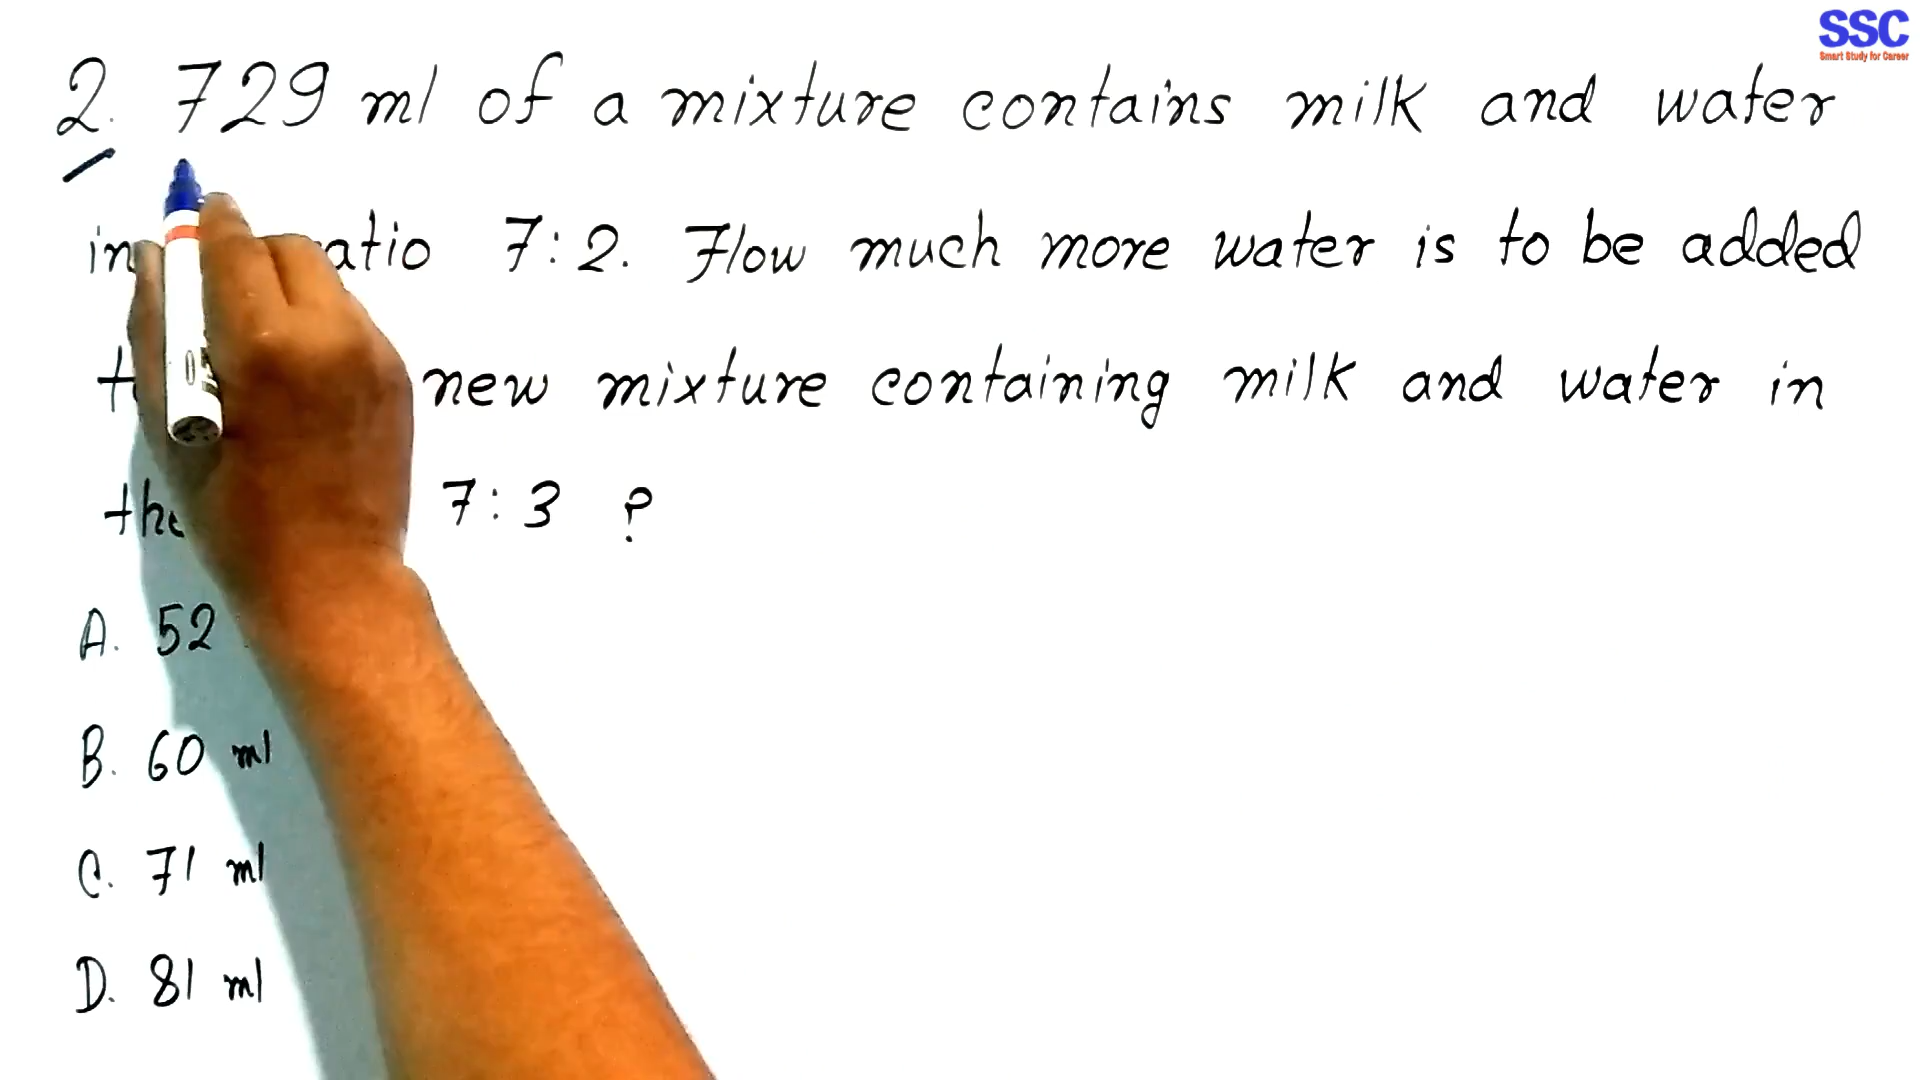 SSC
Smart Study for Career
2. 729 ml of a mixture contains milk and water
in ratio 7:2. How much more water is to be added
new mixture containing milk and water in
7:3 ?
A. 52
B. 60 ml
C. 71 ml
D. 81 ml